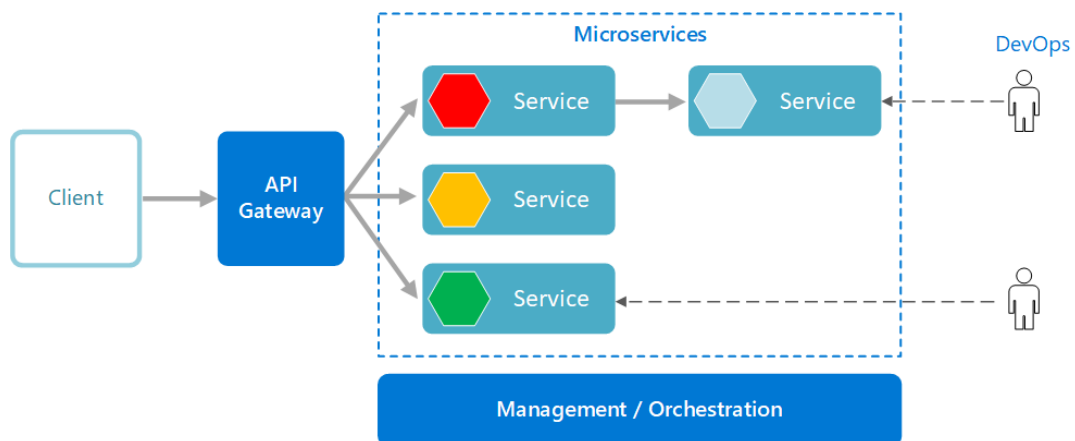 Microservices
DevOps
Service
Service
Client
API
Gateway
Service
Service
Management / Orchestration